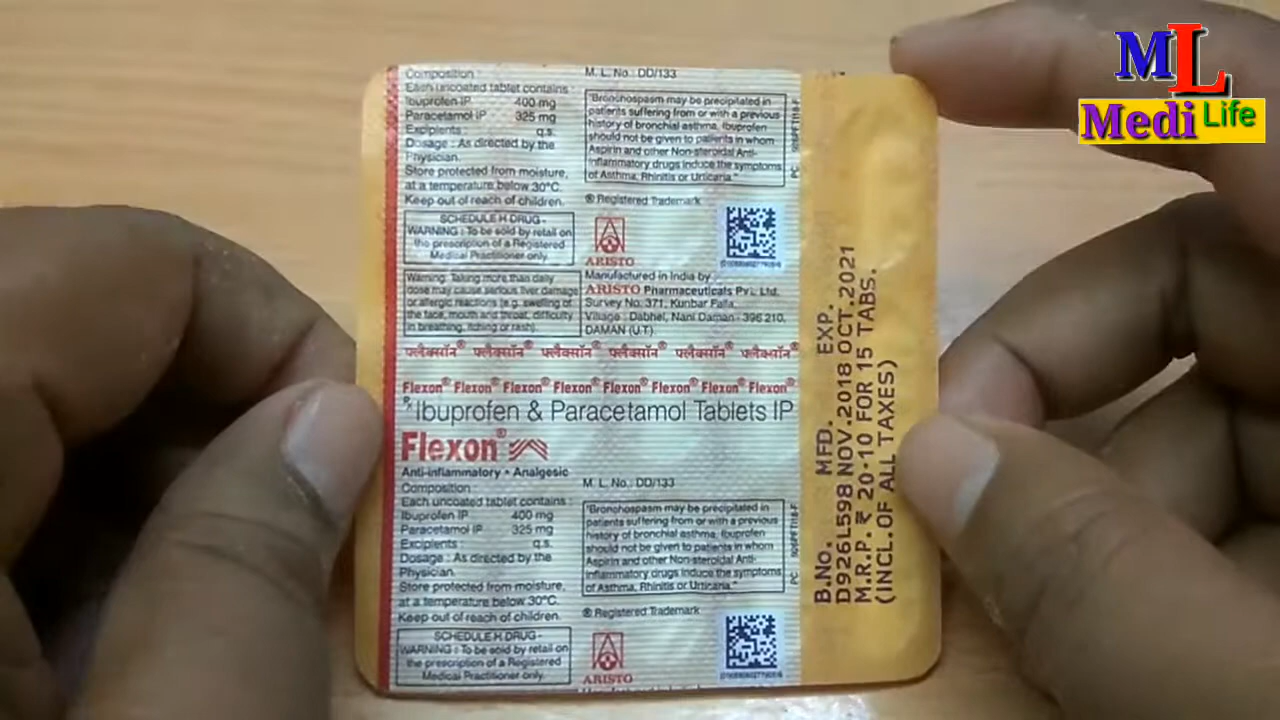 ML
Medi Life
Composition :
Each uncoated tablet contains :
Ibuprofen IP 400 mg
Paracetamol IP 325 mg
Excipients : q.s.
Dosage : As directed by the
Physician.
Store protected from moisture,
at a temperature below 30°C.
Keep out of reach of children.
SCHEDULE H DRUG -
WARNING : To be sold by retail on
the prescription of a Registered
Medical Practitioner only.
Warning: Taking more than daily
dose may cause serious liver damage
or allergic reactions (e.g. swelling of
the face, mouth and throat, difficulty
in breathing, itching or rash).
M. L. No.: DD/133
"Bronchospasm may be precipitated in
patients suffering from or with a previous
history of bronchial asthma. Ibuprofen
should not be given to patients in whom
Aspirin and other Non-steroidal Anti-
inflammatory drugs induce the symptoms
of Asthma, Rhinitis or Urticaria."
® Registered Trademark
ARISTO
Manufactured in India by :
ARISTO Pharmaceuticals Pvt. Ltd.
Survey No. 371, Kunbar Falia,
Village : Dabhel, Nani Daman - 396 210,
DAMAN (U.T.)
फ्लैक्सॉन® फ्लैक्सॉन® फ्लैक्सॉन® फ्लैक्सॉन® फ्लैक्सॉन® फ्लैक्सॉन®
Flexon® Flexon® Flexon® Flexon® Flexon® Flexon® Flexon® Flexon®
℞ Ibuprofen & Paracetamol Tablets IP
Flexon®
Anti-inflammatory • Analgesic
Composition :
Each uncoated tablet contains :
Ibuprofen IP 400 mg
Paracetamol IP 325 mg
Excipients : q.s.
Dosage : As directed by the
Physician.
Store protected from moisture,
at a temperature below 30°C.
Keep out of reach of children.
SCHEDULE H DRUG -
WARNING : To be sold by retail on
the prescription of a Registered
Medical Practitioner only.
M. L. No.: DD/133
"Bronchospasm may be precipitated in
patients suffering from or with a previous
history of bronchial asthma. Ibuprofen
should not be given to patients in whom
Aspirin and other Non-steroidal Anti-
inflammatory drugs induce the symptoms
of Asthma, Rhinitis or Urticaria."
® Registered Trademark
ARISTO
B.No. MFD. EXP.
D926L598 NOV.2018 OCT.2021
M.R.P. ₹ 20·10 FOR 15 TABS.
(INCL.OF ALL TAXES)